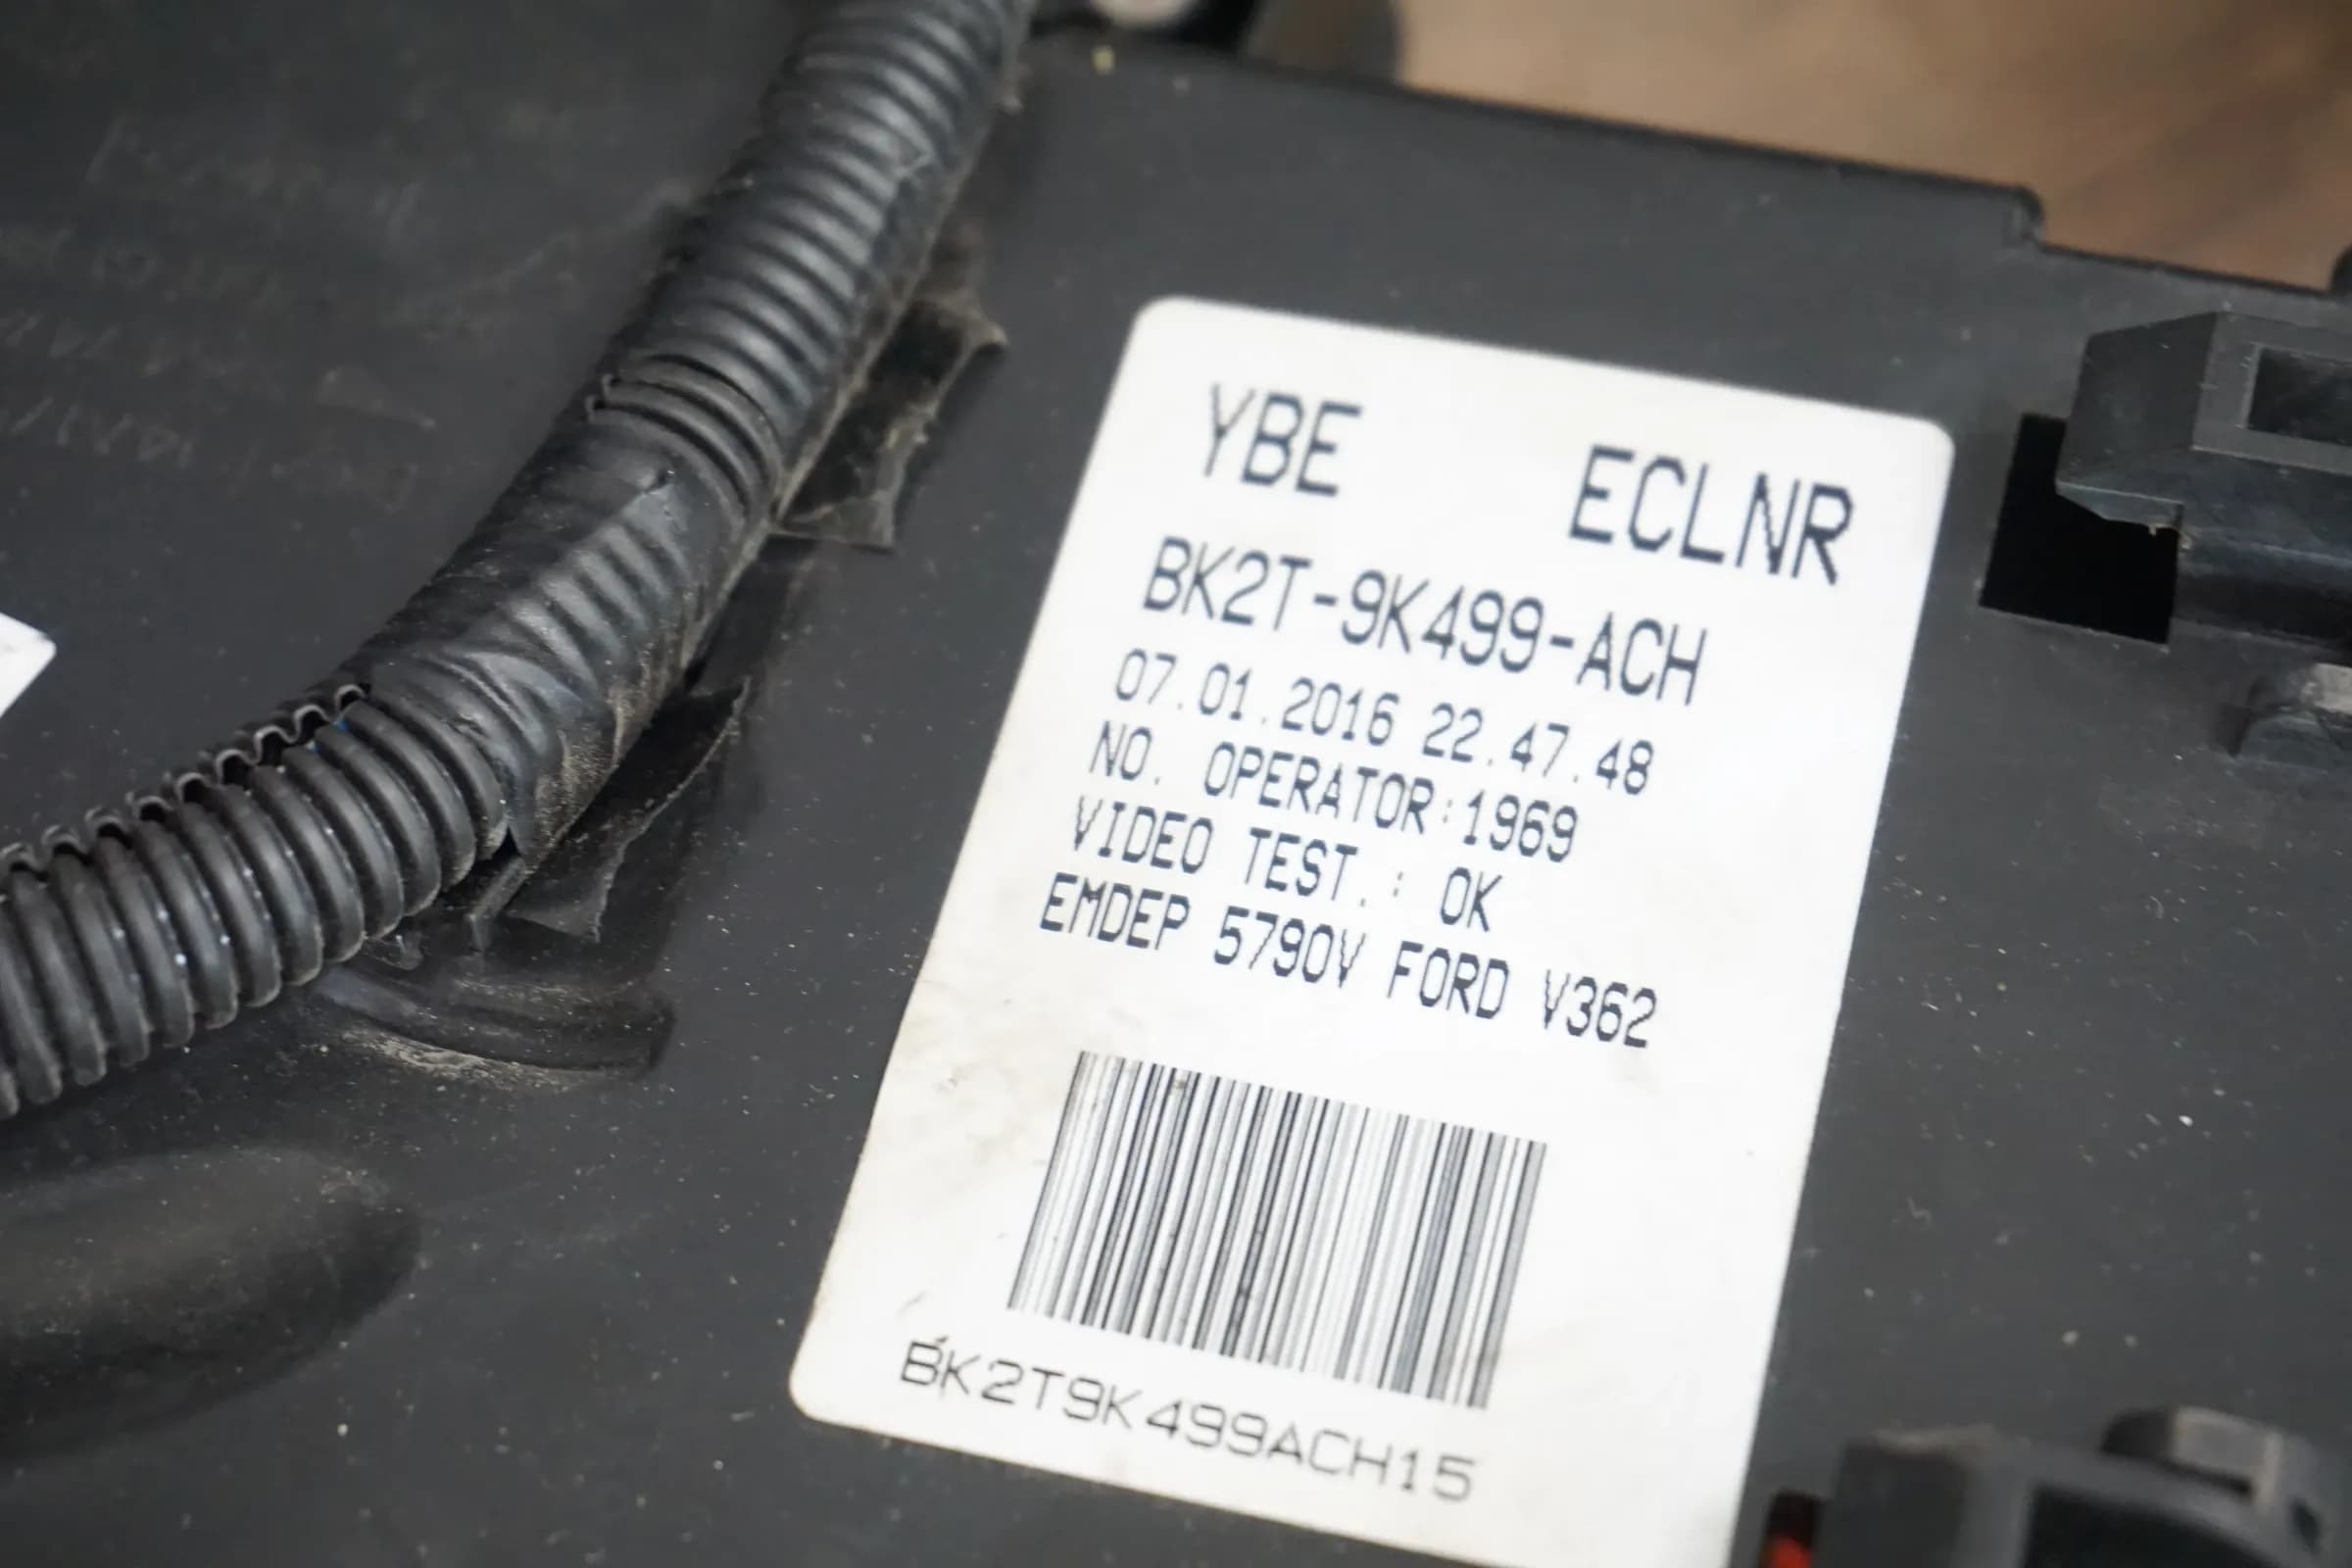 YBE ECLNR
BK2T-9K499-ACH
07.01.2016 22.47.48
NO. OPERATOR:1969
VIDEO TEST.: OK
EMDEP 5790V FORD V362
BK2T9K499ACH15